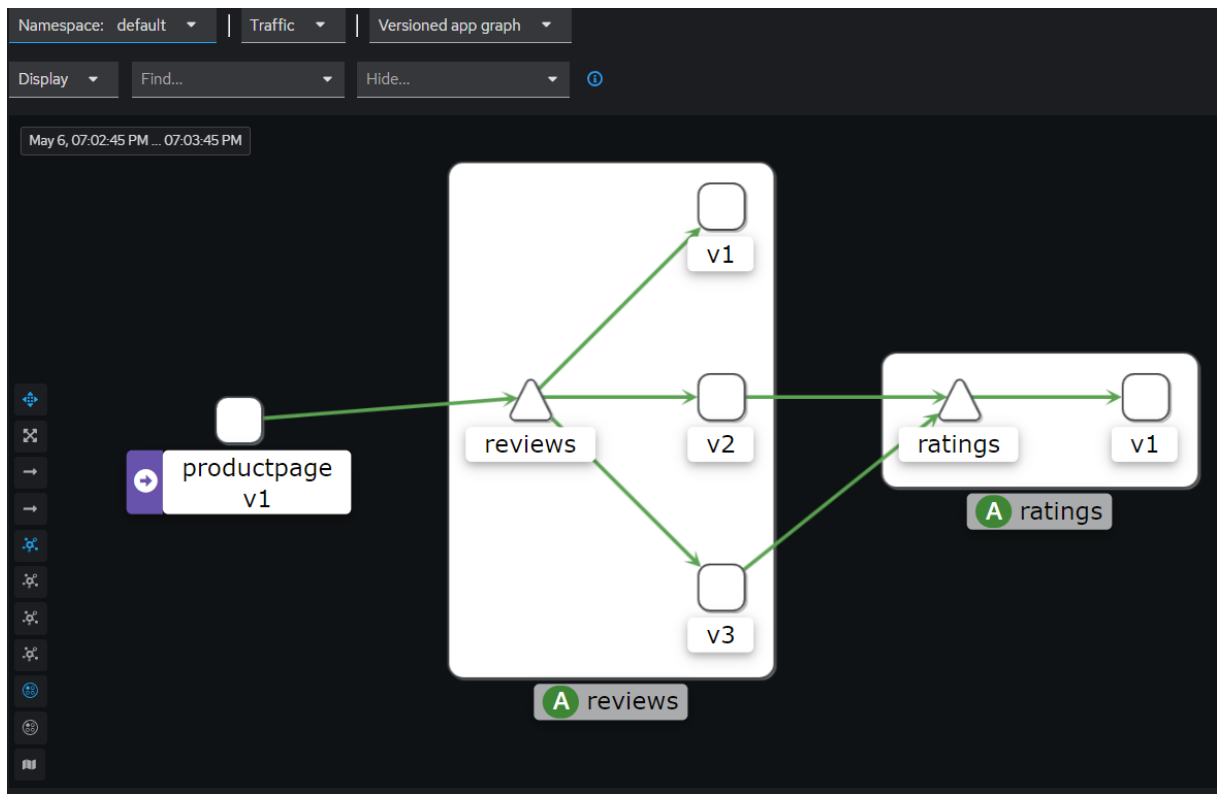 Namespace: default
Traffic
Versioned app graph
Display
Find...
Hide...
May 6, 07:02:45 PM ... 07:03:45 PM
v1
reviews
v2
ratings
v1
productpage
v1
A ratings
v3
A reviews